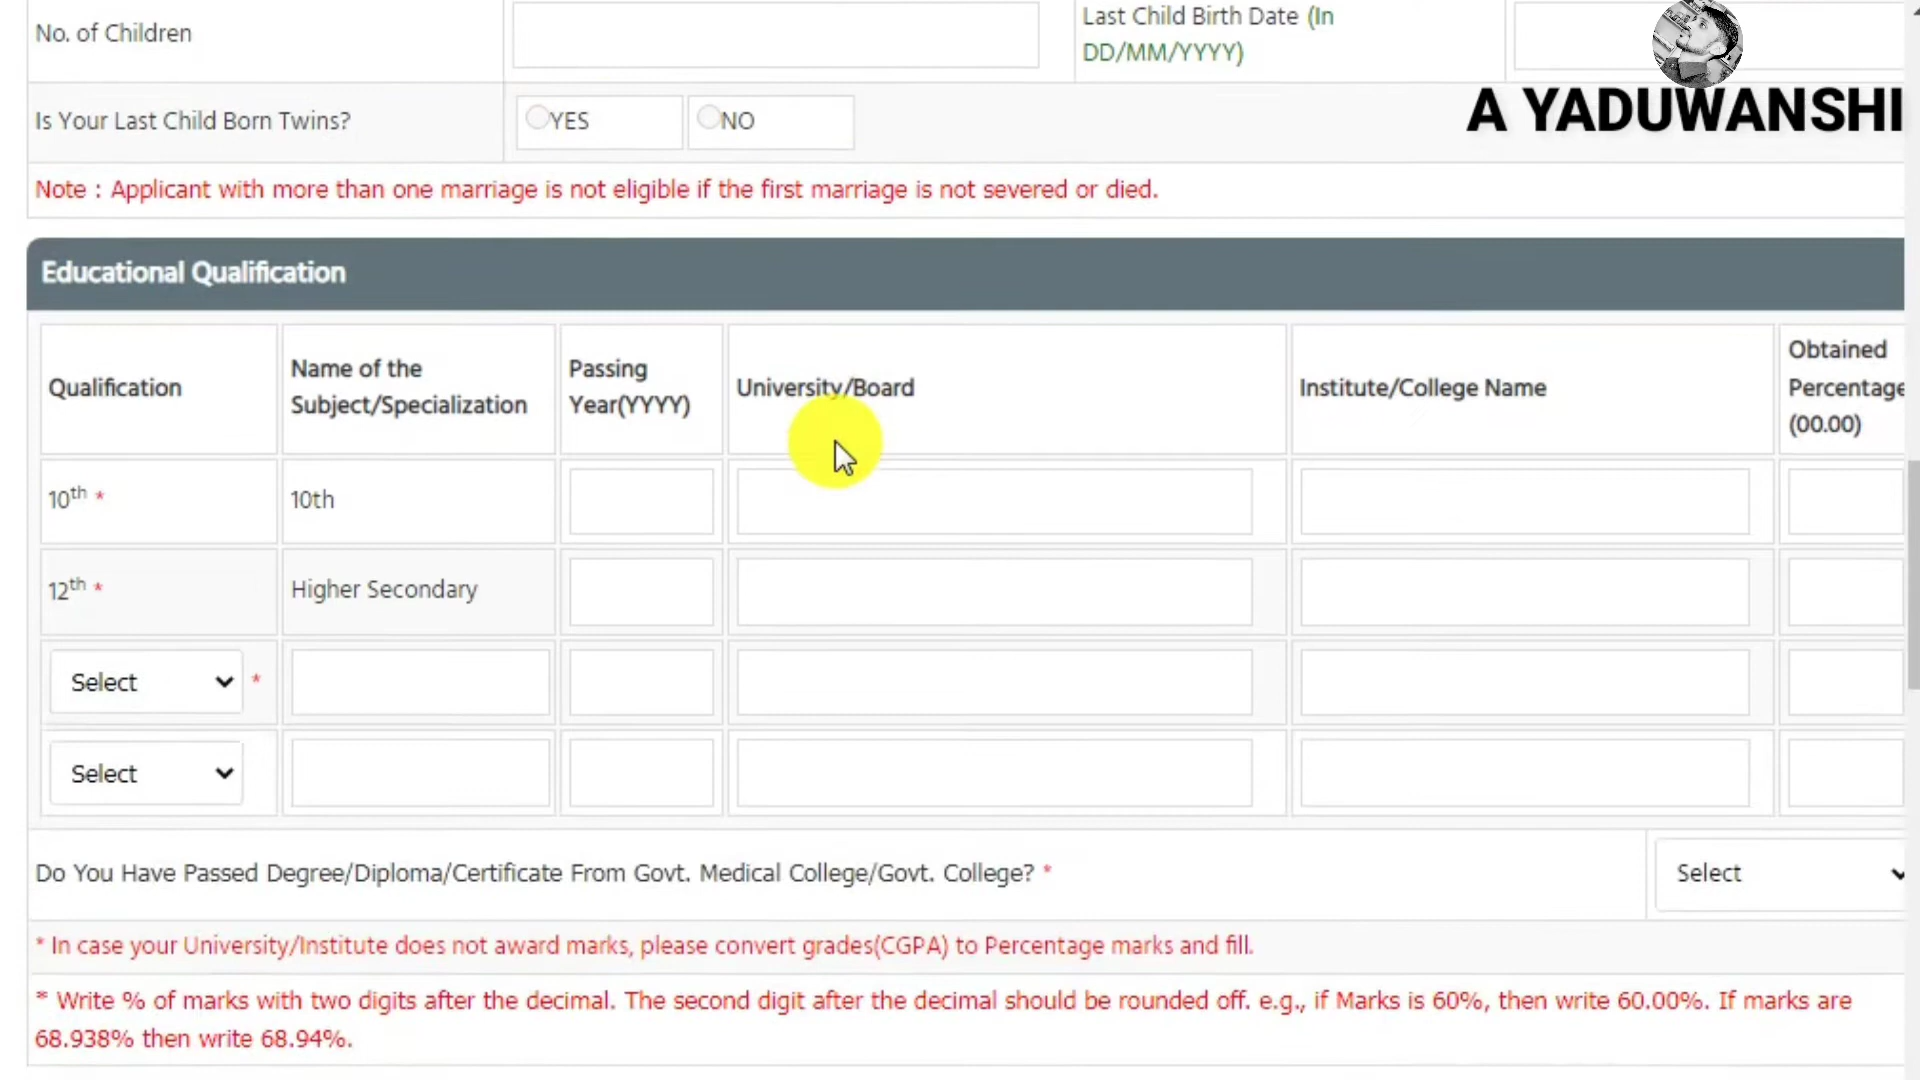 No. of Children
Last Child Birth Date (In
DD/MM/YYYY)
A YADUWANSHI
Is Your Last Child Born Twins?
YES
NO
Note : Applicant with more than one marriage is not eligible if the first marriage is not severed or died.
Educational Qualification
Qualification
Name of the
Subject/Specialization
Passing
Year(YYYY)
University/Board
Institute/College Name
Obtained
Percentage
(00.00)
10th *
10th
12th *
Higher Secondary
Select *
Select
Do You Have Passed Degree/Diploma/Certificate From Govt. Medical College/Govt. College? *
Select
* In case your University/Institute does not award marks, please convert grades(CGPA) to Percentage marks and fill.
* Write % of marks with two digits after the decimal. The second digit after the decimal should be rounded off. e.g., if Marks is 60%, then write 60.00%. If marks are
68.938% then write 68.94%.